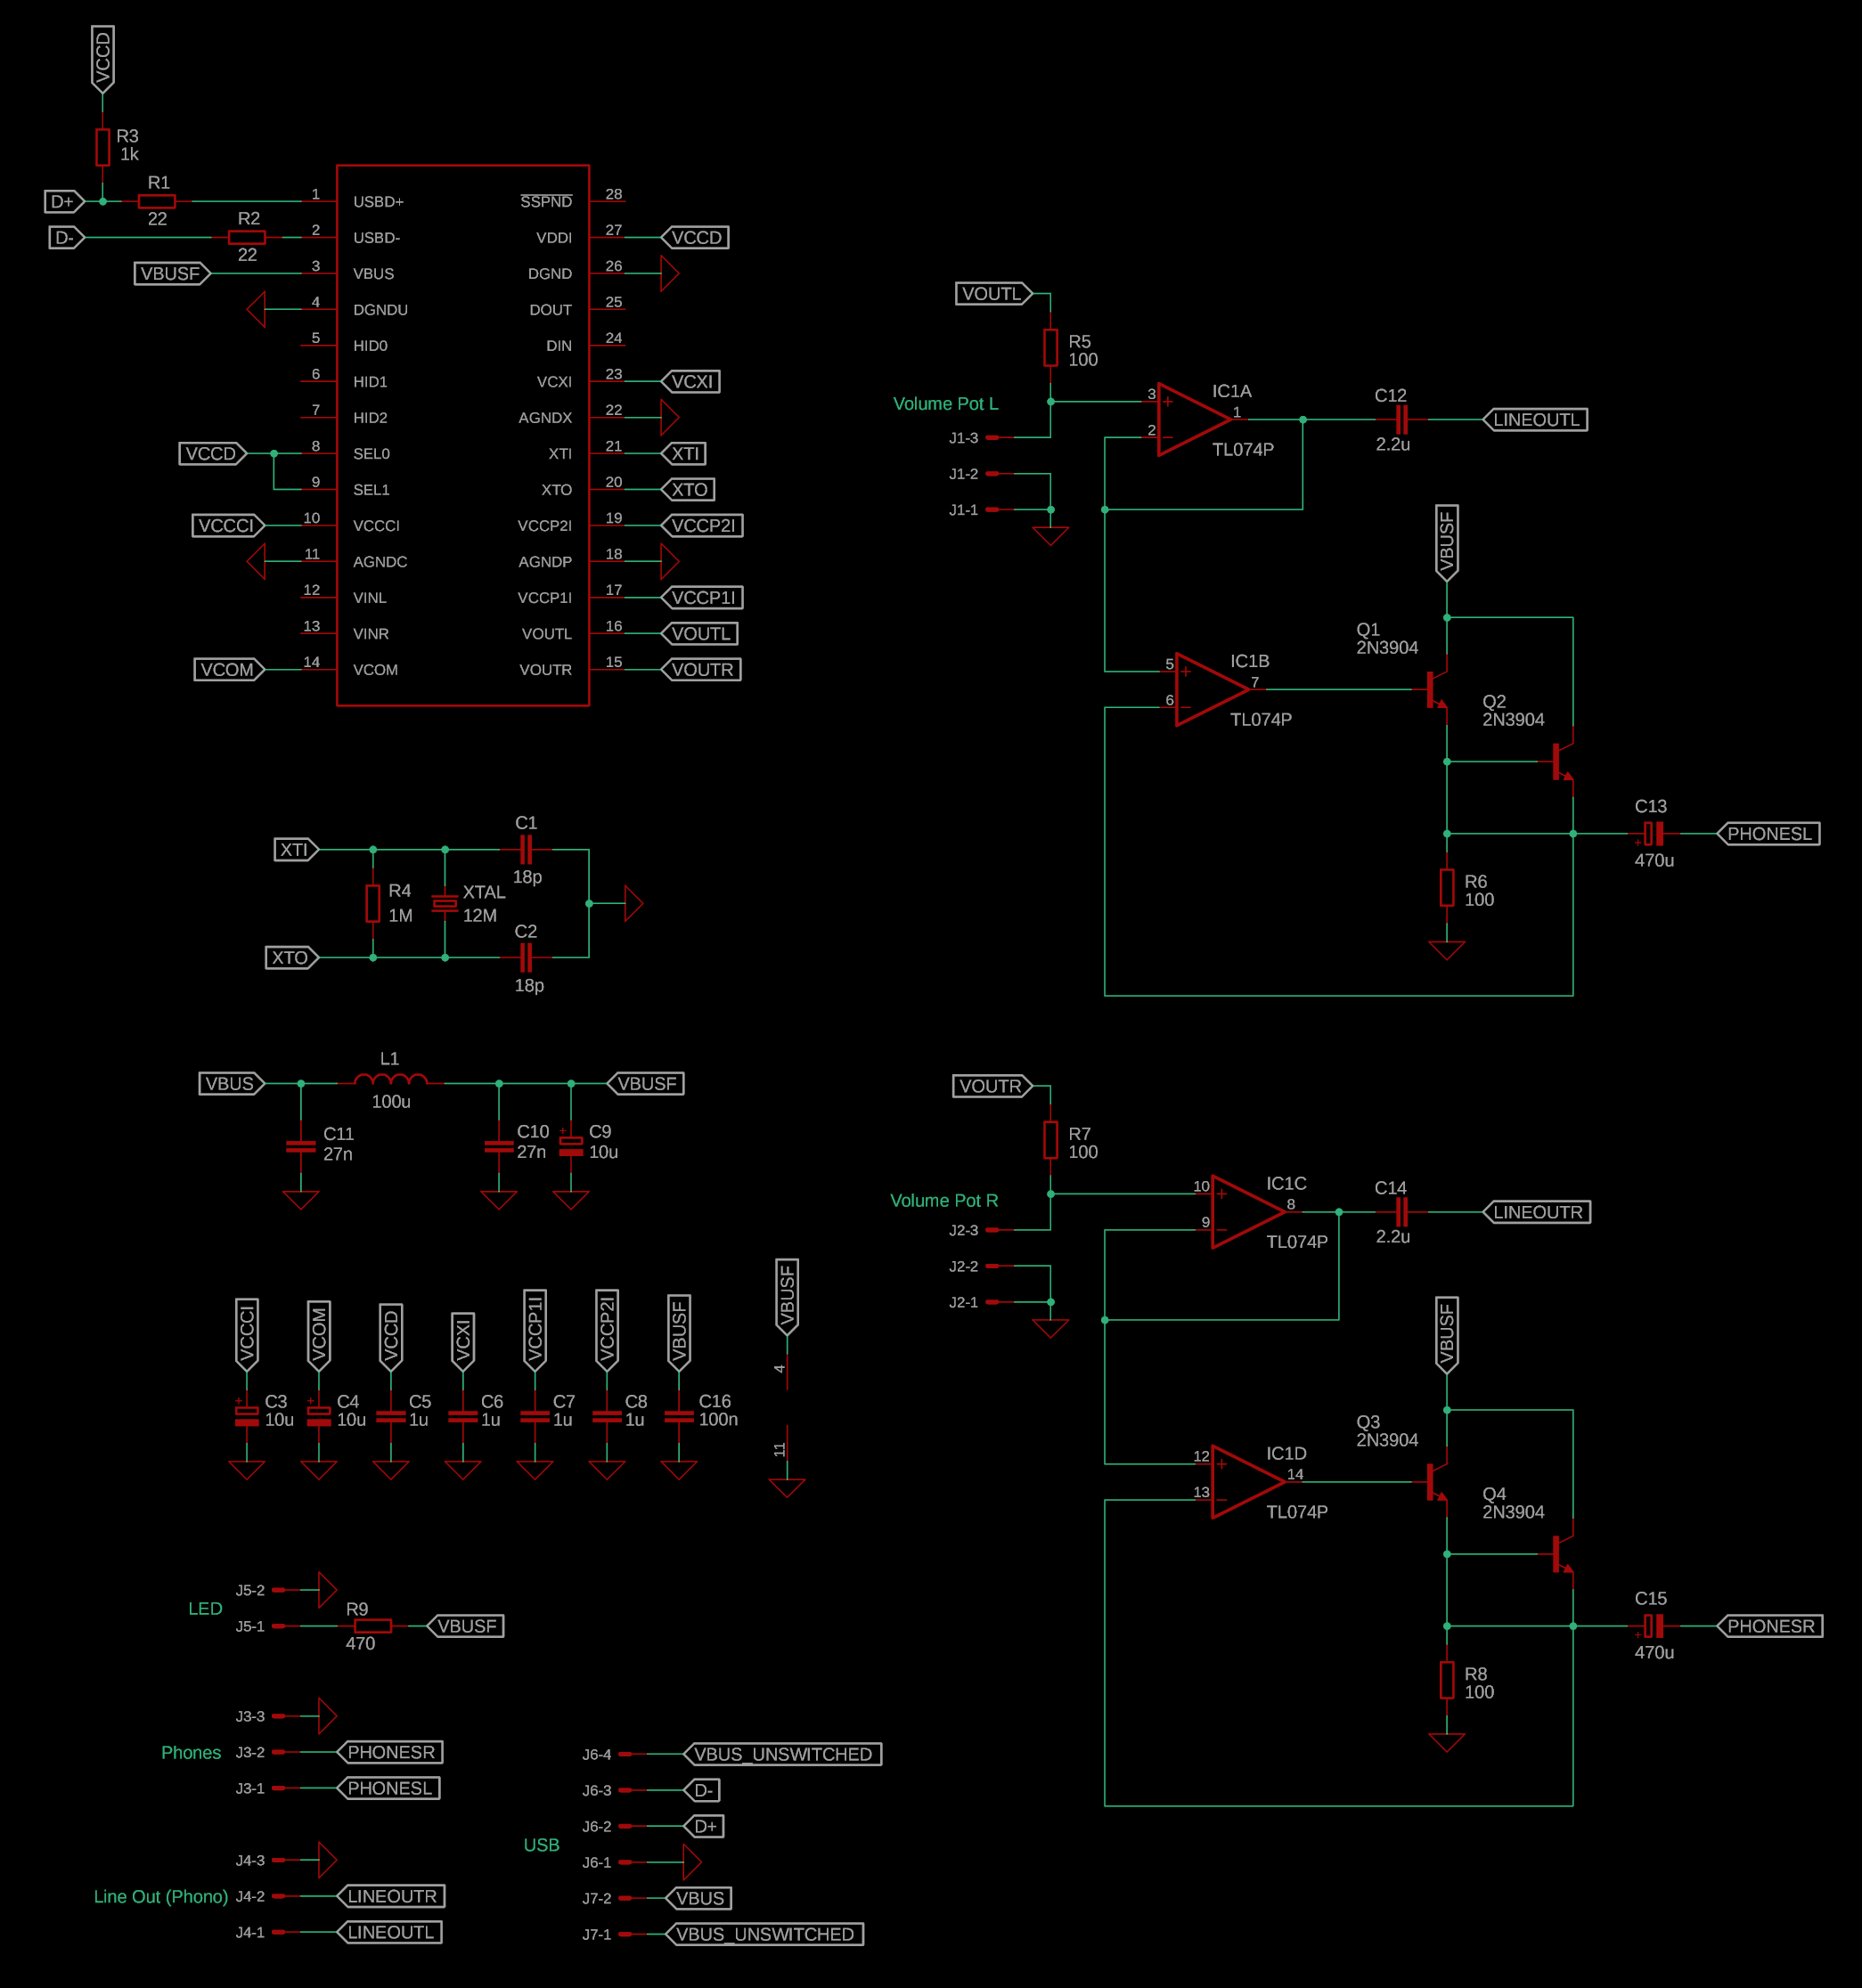 VCCD
R3
1k
D+
R1
22
D-
R2
22
VBUSF
1 USBD+
2 USBD-
3 VBUS
4 DGNDU
5 HID0
6 HID1
7 HID2
VCCD
8 SEL0
9 SEL1
VCCCI
10 VCCCI
11 AGNDC
12 VINL
13 VINR
VCOM
14 VCOM
SSPND 28
VDDI 27 VCCD
DGND 26
DOUT 25
DIN 24
VCXI 23 VCXI
AGNDX 22
XTI 21 XTI
XTO 20 XTO
VCCP2I 19 VCCP2I
AGNDP 18
VCCP1I 17 VCCP1I
VOUTL 16 VOUTL
VOUTR 15 VOUTR
XTI
C1
18p
R4
1M
XTAL
12M
XTO
C2
18p
VBUS
L1
100u
VBUSF
C11
27n
C10
27n
+
C9
10u
VCCCI
+
C3
10u
VCOM
+
C4
10u
VCCD
C5
1u
VCXI
C6
1u
VCCP1I
C7
1u
VCCP2I
C8
1u
VBUSF
C16
100n
VBUSF
4
11
LED
J5-2
J5-1
R9
470
VBUSF
Phones
J3-3
J3-2 PHONESR
J3-1 PHONESL
Line Out (Phono)
J4-3
J4-2 LINEOUTR
J4-1 LINEOUTL
USB
J6-4 VBUS_UNSWITCHED
J6-3 D-
J6-2 D+
J6-1
J7-2 VBUS
J7-1 VBUS_UNSWITCHED
VOUTL
R5
100
Volume Pot L
J1-3
J1-2
J1-1
3 +
2 −
IC1A
1
TL074P
C12
2.2u
LINEOUTL
5 +
6 −
IC1B
7
TL074P
VBUSF
Q1
2N3904
Q2
2N3904
C13
+
470u
PHONESL
R6
100
VOUTR
R7
100
Volume Pot R
J2-3
J2-2
J2-1
10 +
9 −
IC1C
8
TL074P
C14
2.2u
LINEOUTR
12 +
13 −
IC1D
14
TL074P
VBUSF
Q3
2N3904
Q4
2N3904
C15
+
470u
PHONESR
R8
100